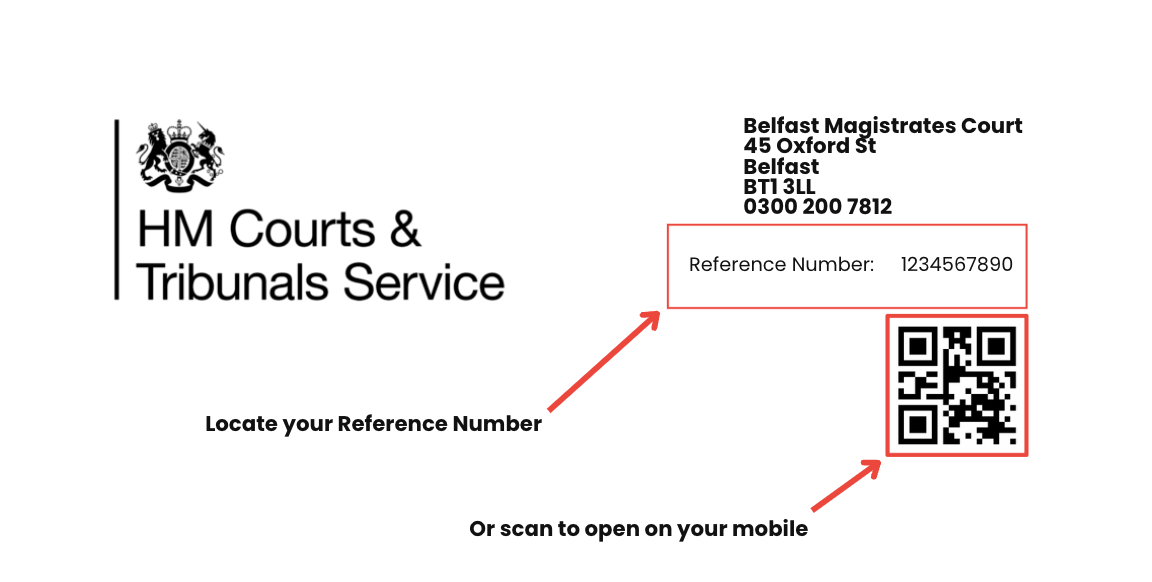 Belfast Magistrates Court
45 Oxford St
Belfast
BT1 3LL
0300 200 7812
HM Courts &
Tribunals Service
Reference Number: 1234567890
Locate your Reference Number
Or scan to open on your mobile